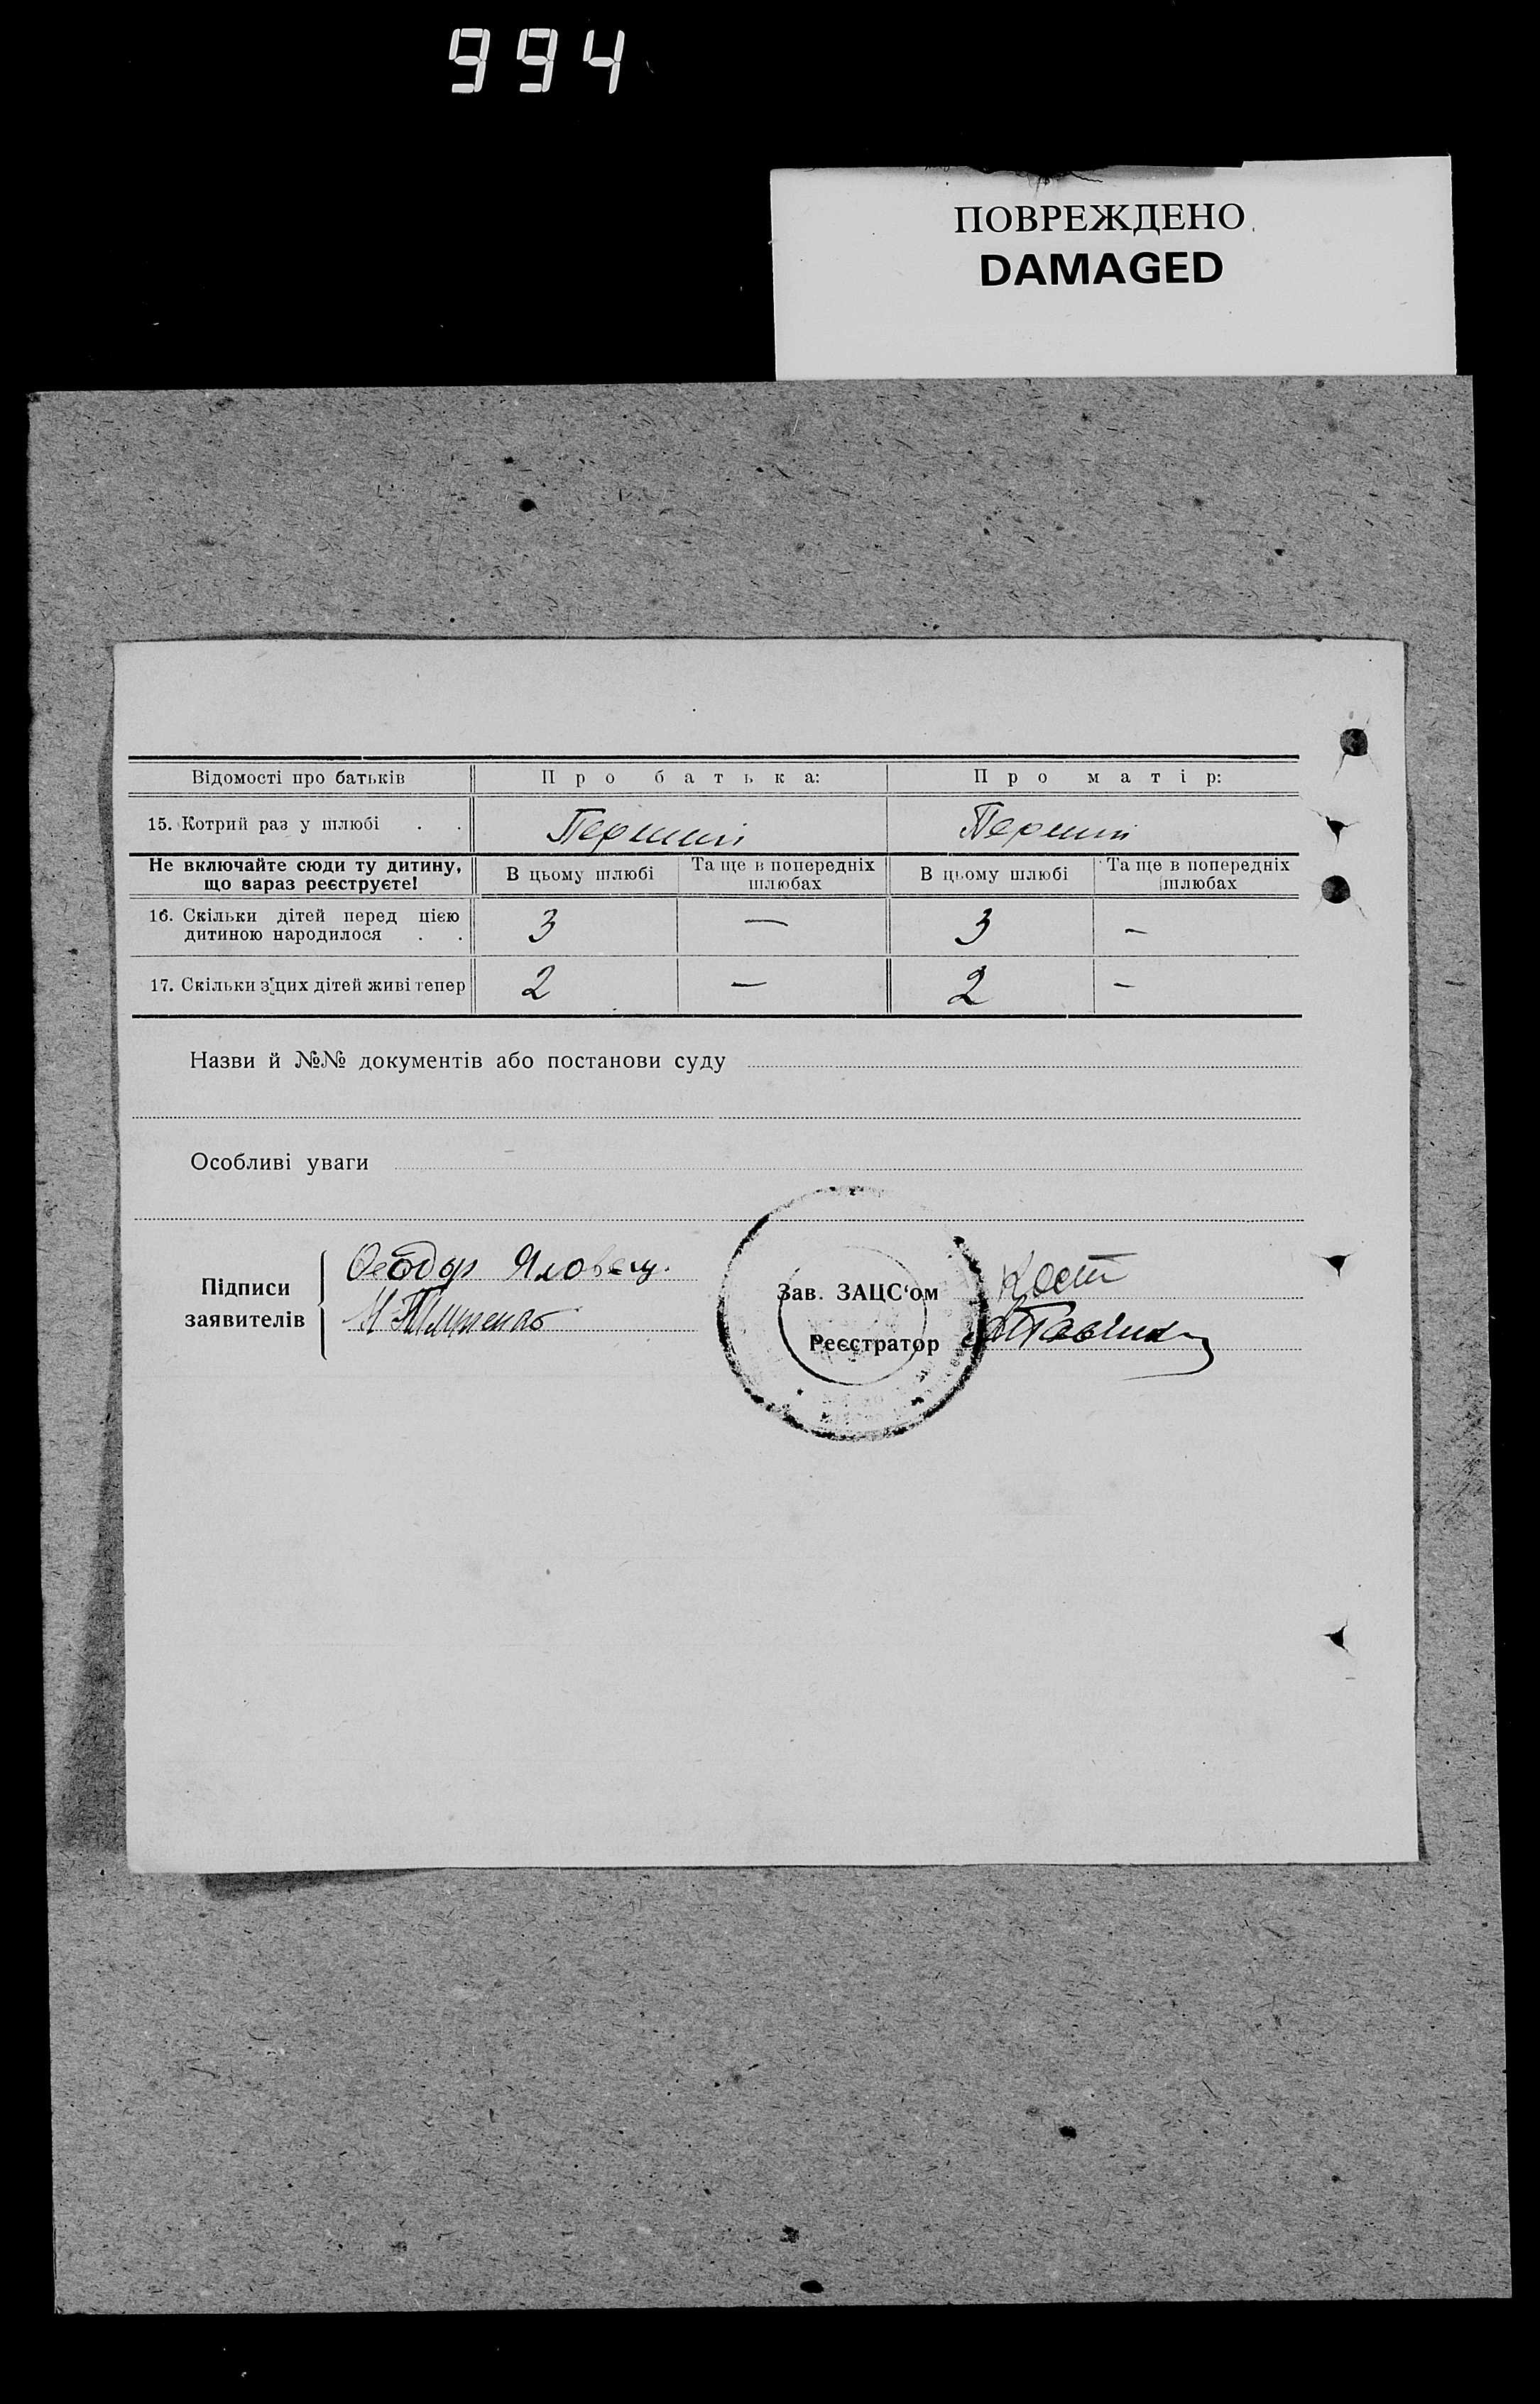 994
ПОВРЕЖДЕНО
DAMAGED
Відомості про батьків
Про батька:
Про матір:
15. Котрий раз у шлюбі . .
Перший
Перший
Не включайте сюди ту дитину,
що вараз реєструєте!
В цьому шлюбі
Та ще в попередніх
шлюбах
В цьому шлюбі
Та ще в попередніх
шлюбах
16. Скільки дітей перед цією
дитиною народилося . .
3
—
3
—
17. Скільки з цих дітей живі тепер
2
—
2
—
Назви й №№ документів або постанови суду
Особливі уваги
Підписи
заявителів
Феодор Яловец.
Зав. ЗАЦС‘ом
Реєстратор